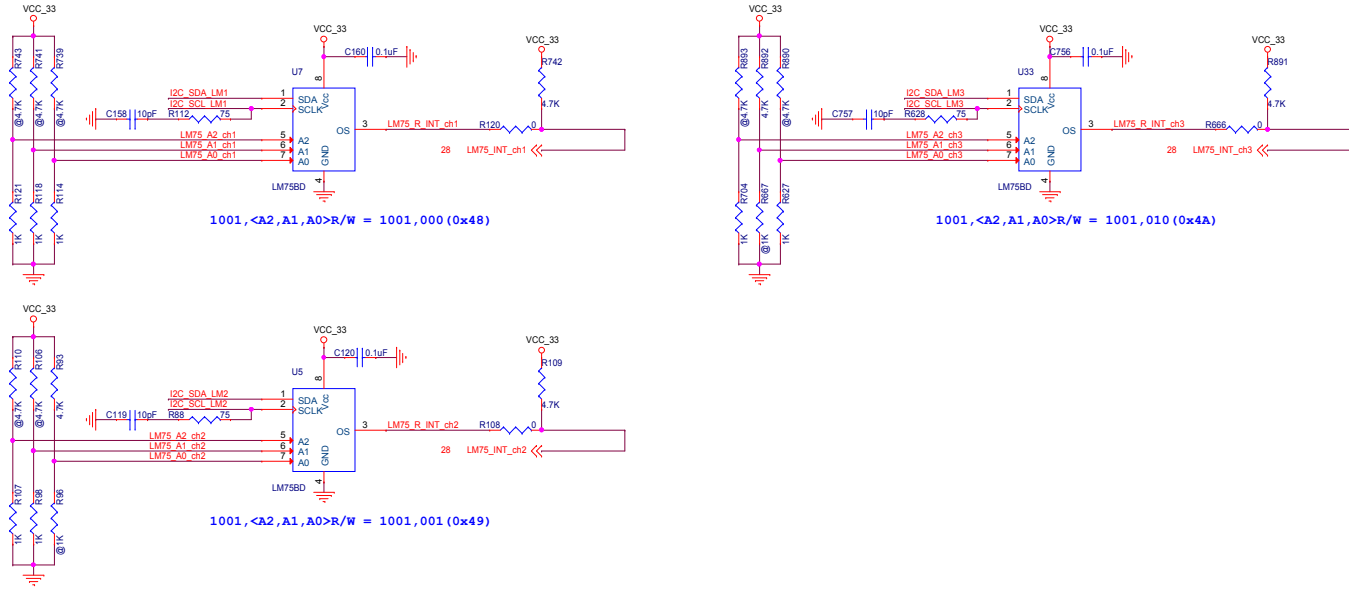 VCC_33
R743
R741
R739
@4.7K
@4.7K
@4.7K
VCC_33
C160
0.1uF
U7
8
Vcc
I2C_SDA_LM1
1
SDA
I2C_SCL_LM1
2
SCLK
C158
10pF
R112
75
LM75_A2_ch1
5
A2
LM75_A1_ch1
6
A1
LM75_A0_ch1
7
A0
GND
4
LM75BD
OS
3
LM75_R_INT_ch1
R120
0
VCC_33
R742
4.7K
28
LM75_INT_ch1
R121
R118
R114
1K
1K
1K
1001,<A2,A1,A0>R/W = 1001,000(0x48)
VCC_33
R893
R892
R890
@4.7K
4.7K
@4.7K
VCC_33
C756
0.1uF
U33
8
Vcc
I2C_SDA_LM3
1
SDA
I2C_SCL_LM3
2
SCLK
C757
10pF
R628
75
LM75_A2_ch3
5
A2
LM75_A1_ch3
6
A1
LM75_A0_ch3
7
A0
GND
4
LM75BD
OS
3
LM75_R_INT_ch3
R666
0
VCC_33
R891
4.7K
28
LM75_INT_ch3
R704
R667
R627
1K
@1K
1K
1001,<A2,A1,A0>R/W = 1001,010(0x4A)
VCC_33
R110
R106
R93
@4.7K
@4.7K
4.7K
VCC_33
C120
0.1uF
U5
8
Vcc
I2C_SDA_LM2
1
SDA
I2C_SCL_LM2
2
SCLK
C119
10pF
R88
75
LM75_A2_ch2
5
A2
LM75_A1_ch2
6
A1
LM75_A0_ch2
7
A0
GND
4
LM75BD
OS
3
LM75_R_INT_ch2
R108
0
VCC_33
R109
4.7K
28
LM75_INT_ch2
R107
R98
R96
1K
1K
@1K
1001,<A2,A1,A0>R/W = 1001,001(0x49)